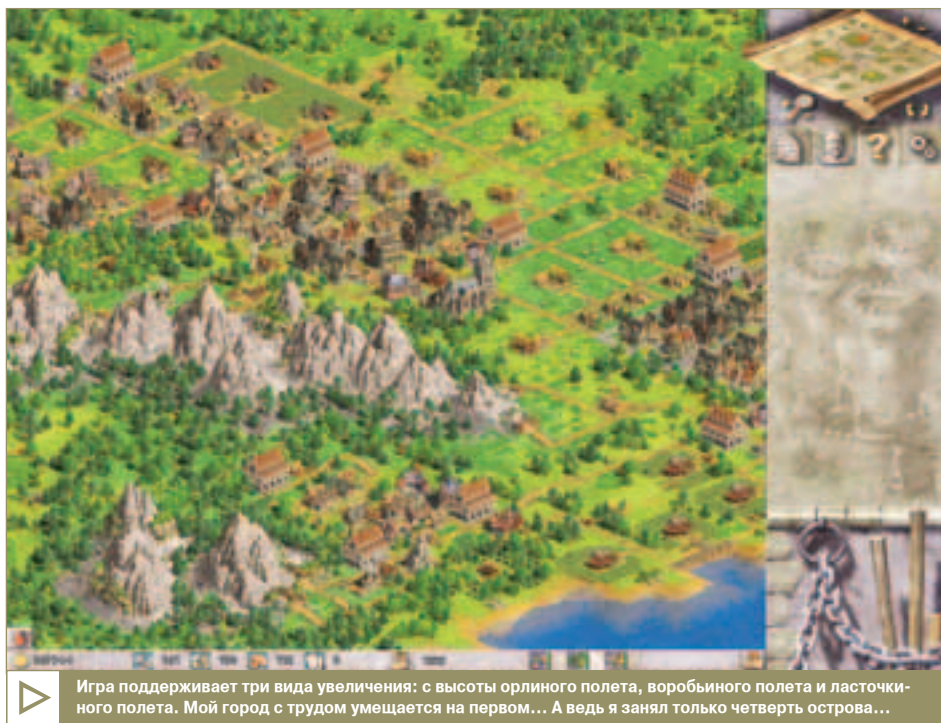 Игра поддерживает три вида увеличения: с высоты орлиного полета, воробьиного полета и ласточки-
ного полета. Мой город с трудом умещается на первом... А ведь я занял только четверть острова...